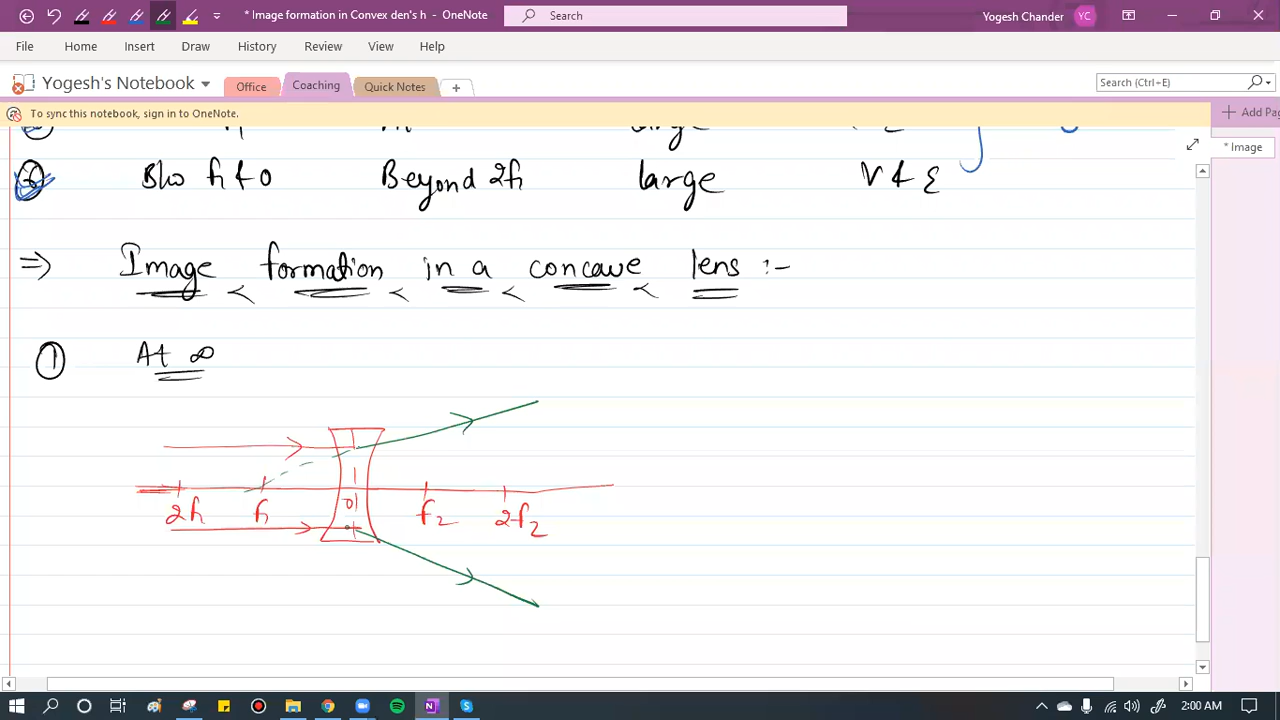 * Image formation in Convex den's h - OneNote
Search
Yogesh Chander YC
File Home Insert Draw History Review View Help
Yogesh's Notebook Office Coaching Quick Notes Search (Ctrl+E)
To sync this notebook, sign in to OneNote.
Add Pag
* Image
Beyond 2f1 large V & E
⇒ Image formation in a concave lens :-
① At ∞
2f1 f1 O f2 2f2
2:00 AM